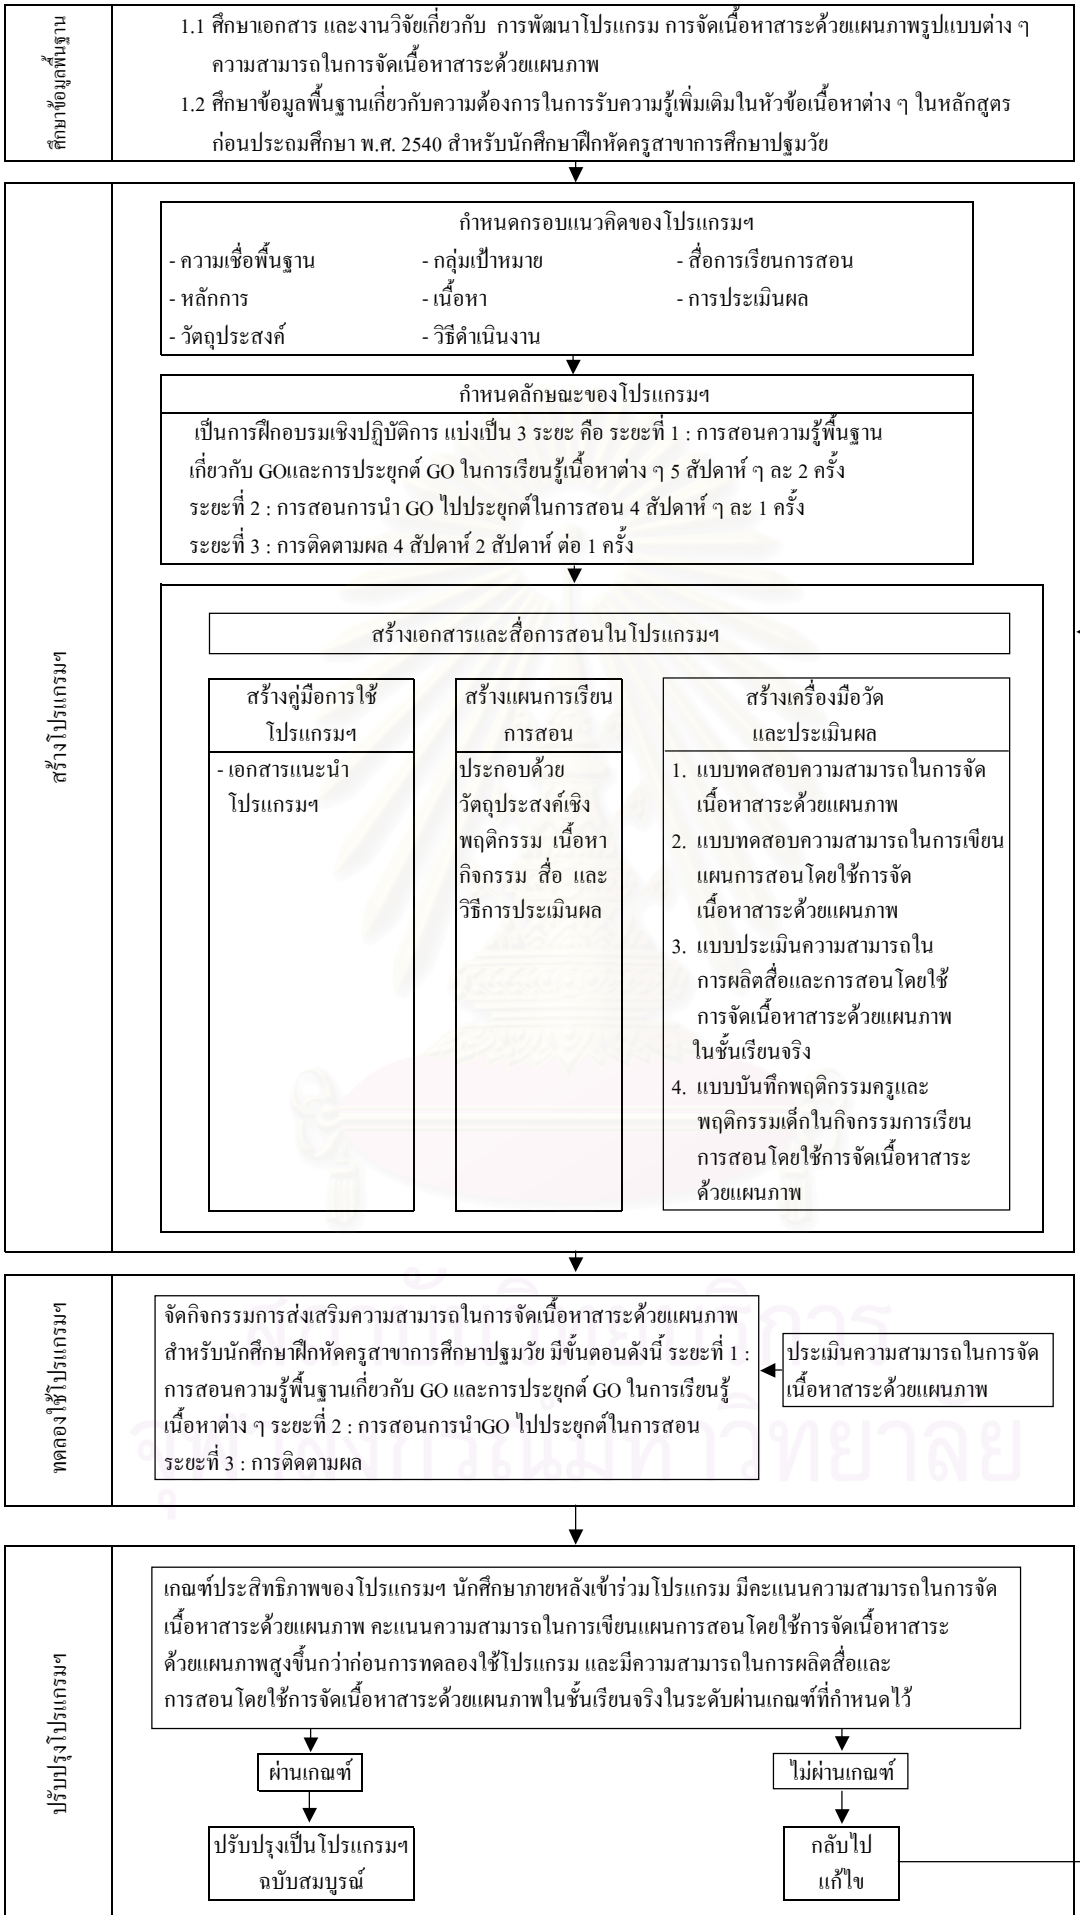 ศึกษาข้อมูลพื้นฐาน
1.1 ศึกษาเอกสาร และงานวิจัยเกี่ยวกับ การพัฒนาโปรแกรม การจัดเนื้อหาสาระด้วยแผนภาพรูปแบบต่าง ๆ
ความสามารถในการจัดเนื้อหาสาระด้วยแผนภาพ
1.2 ศึกษาข้อมูลพื้นฐานเกี่ยวกับความต้องการในการรับความรู้เพิ่มเติมในหัวข้อเนื้อหาต่าง ๆ ในหลักสูตร
ก่อนประถมศึกษา พ.ศ. 2540 สำหรับนักศึกษาฝึกหัดครูสาขาการศึกษาปฐมวัย
สร้างโปรแกรมฯ
กำหนดกรอบแนวคิดของโปรแกรมฯ
- ความเชื่อพื้นฐาน - กลุ่มเป้าหมาย - สื่อการเรียนการสอน
- หลักการ - เนื้อหา - การประเมินผล
- วัตถุประสงค์ - วิธีดำเนินงาน
กำหนดลักษณะของโปรแกรมฯ
เป็นการฝึกอบรมเชิงปฏิบัติการ แบ่งเป็น 3 ระยะ คือ ระยะที่ 1 : การสอนความรู้พื้นฐาน
เกี่ยวกับ GOและการประยุกต์ GO ในการเรียนรู้เนื้อหาต่าง ๆ 5 สัปดาห์ ๆ ละ 2 ครั้ง
ระยะที่ 2 : การสอนการนำ GO ไปประยุกต์ในการสอน 4 สัปดาห์ ๆ ละ 1 ครั้ง
ระยะที่ 3 : การติดตามผล 4 สัปดาห์ 2 สัปดาห์ ต่อ 1 ครั้ง
สร้างเอกสารและสื่อการสอนในโปรแกรมฯ
สร้างคู่มือการใช้
โปรแกรมฯ
- เอกสารแนะนำ
โปรแกรมฯ
สร้างแผนการเรียน
การสอน
ประกอบด้วย
วัตถุประสงค์เชิง
พฤติกรรม เนื้อหา
กิจกรรม สื่อ และ
วิธีการประเมินผล
สร้างเครื่องมือวัด
และประเมินผล
1. แบบทดสอบความสามารถในการจัด
เนื้อหาสาระด้วยแผนภาพ
2. แบบทดสอบความสามารถในการเขียน
แผนการสอนโดยใช้การจัด
เนื้อหาสาระด้วยแผนภาพ
3. แบบประเมินความสามารถใน
การผลิตสื่อและการสอนโดยใช้
การจัดเนื้อหาสาระด้วยแผนภาพ
ในชั้นเรียนจริง
4. แบบบันทึกพฤติกรรมครูและ
พฤติกรรมเด็กในกิจกรรมการเรียน
การสอนโดยใช้การจัดเนื้อหาสาระ
ด้วยแผนภาพ
ทดลองใช้โปรแกรมฯ
จัดกิจกรรมการส่งเสริมความสามารถในการจัดเนื้อหาสาระด้วยแผนภาพ
สำหรับนักศึกษาฝึกหัดครูสาขาการศึกษาปฐมวัย มีขั้นตอนดังนี้ ระยะที่ 1 :
การสอนความรู้พื้นฐานเกี่ยวกับ GO และการประยุกต์ GO ในการเรียนรู้
เนื้อหาต่าง ๆ ระยะที่ 2 : การสอนการนำGO ไปประยุกต์ในการสอน
ระยะที่ 3 : การติดตามผล
ประเมินความสามารถในการจัด
เนื้อหาสาระด้วยแผนภาพ
สถาบันวิทยบริการ
จุฬาลงกรณ์มหาวิทยาลัย
ปรับปรุงโปรแกรมฯ
เกณฑ์ประสิทธิภาพของโปรแกรมฯ นักศึกษาภายหลังเข้าร่วมโปรแกรม มีคะแนนความสามารถในการจัด
เนื้อหาสาระด้วยแผนภาพ คะแนนความสามารถในการเขียนแผนการสอนโดยใช้การจัดเนื้อหาสาระ
ด้วยแผนภาพสูงขึ้นกว่าก่อนการทดลองใช้โปรแกรม และมีความสามารถในการผลิตสื่อและ
การสอนโดยใช้การจัดเนื้อหาสาระด้วยแผนภาพในชั้นเรียนจริงในระดับผ่านเกณฑ์ที่กำหนดไว้
ผ่านเกณฑ์
ไม่ผ่านเกณฑ์
ปรับปรุงเป็นโปรแกรมฯ
ฉบับสมบูรณ์
กลับไป
แก้ไข